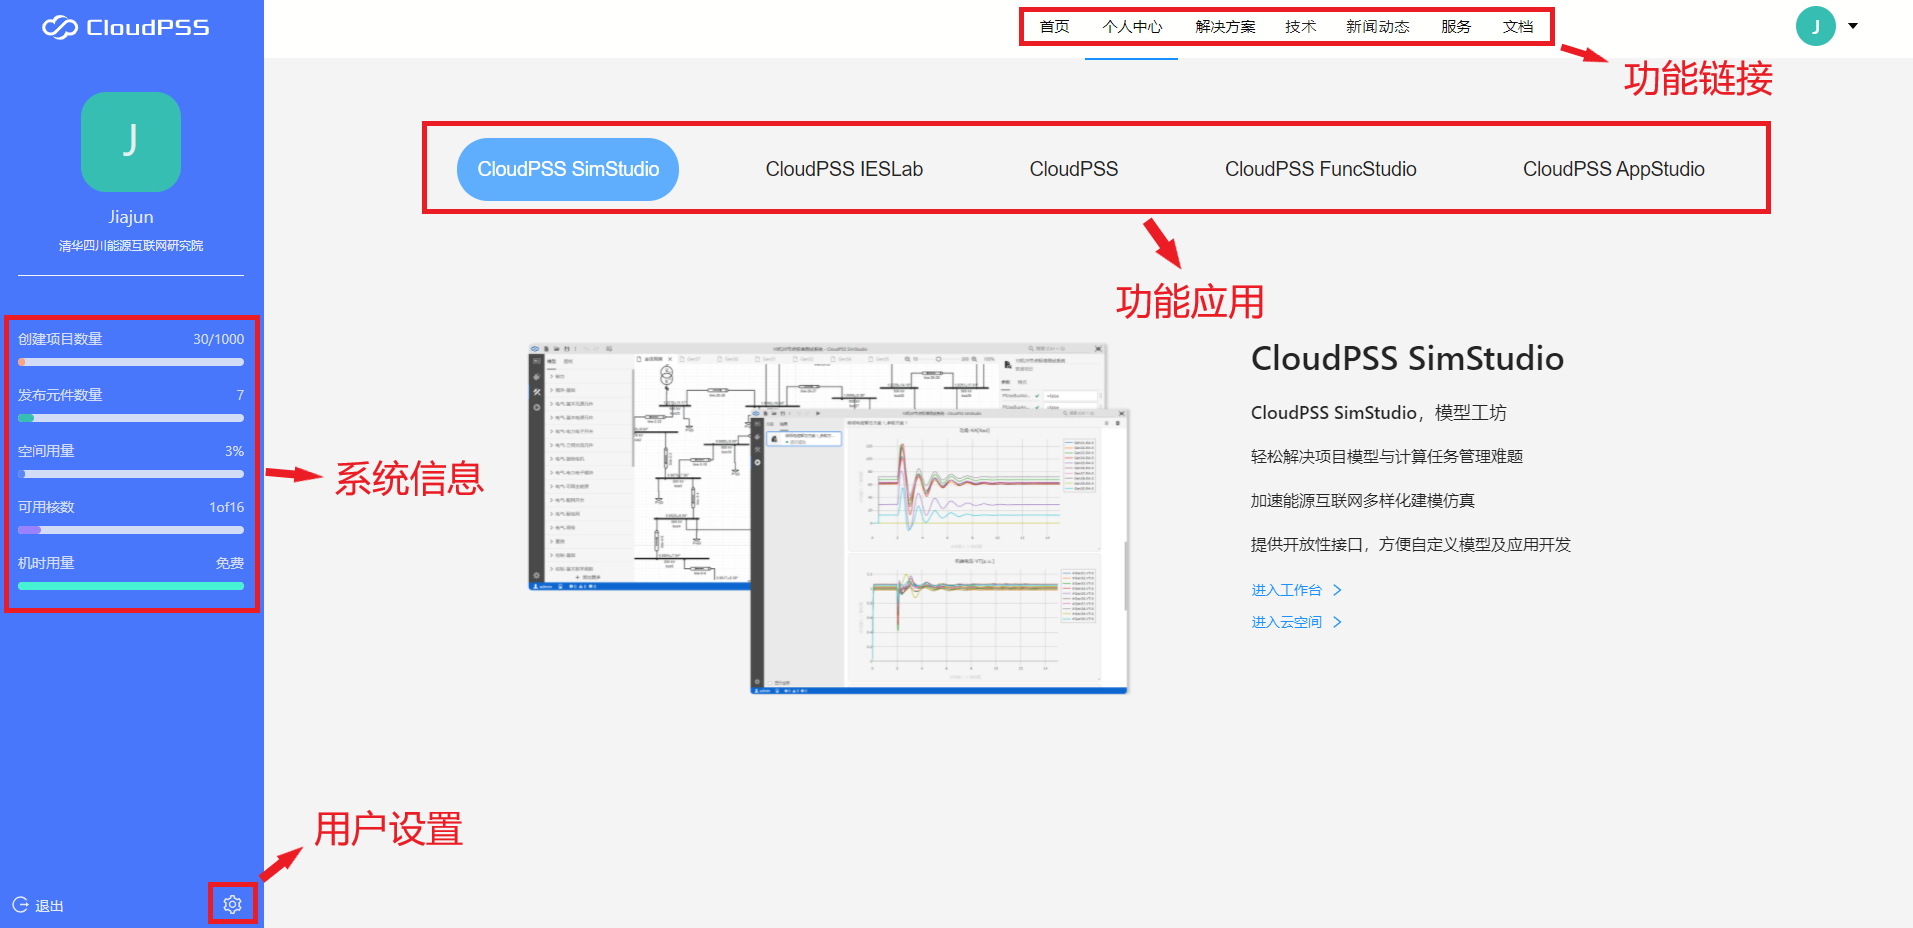 CloudPSS
首页 个人中心 解决方案 技术 新闻动态 服务 文档
J
功能链接
J
Jiajun
清华四川能源互联网研究院
CloudPSS SimStudio CloudPSS IESLab CloudPSS CloudPSS FuncStudio CloudPSS AppStudio
功能应用
创建项目数量 30/1000
发布元件数量 7
空间用量 3%
可用核数 1of16
机时用量 免费
系统信息
CloudPSS SimStudio
CloudPSS SimStudio，模型工坊
轻松解决项目模型与计算任务管理难题
加速能源互联网多样化建模仿真
提供开放性接口，方便自定义模型及应用开发
进入工作台
进入云空间
用户设置
退出